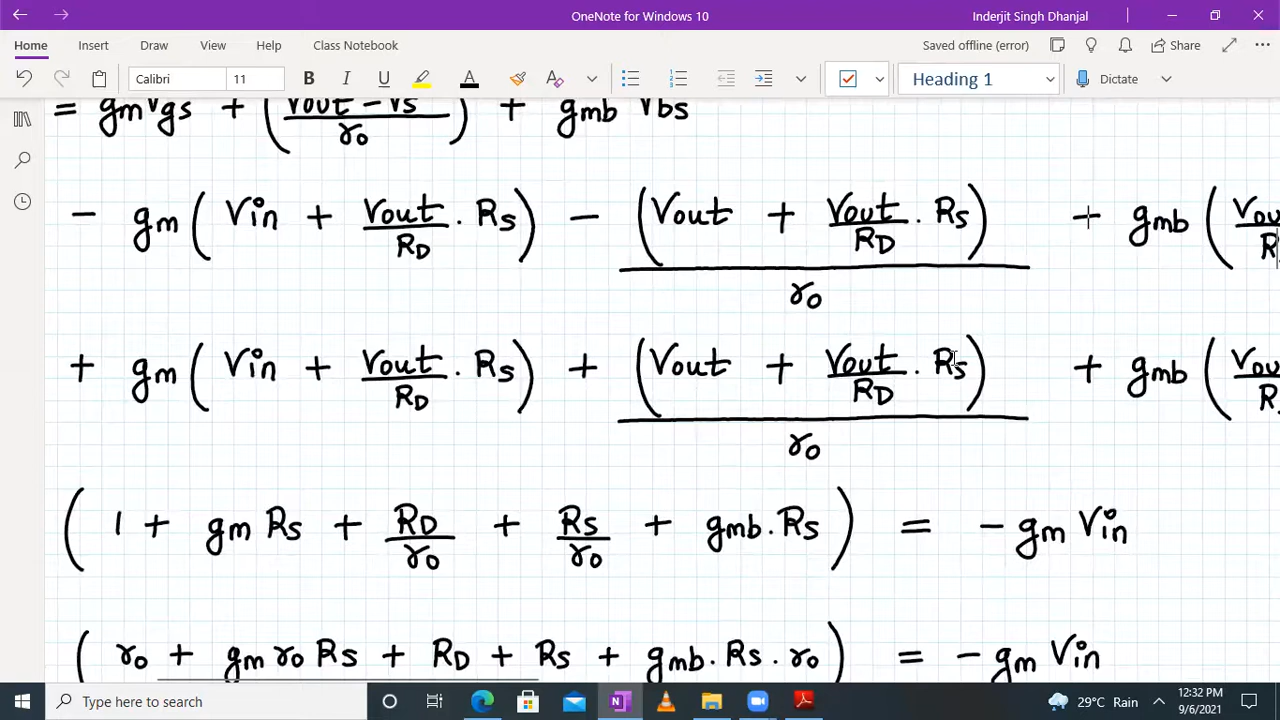 OneNote for Windows 10
Inderjit Singh Dhanjal
Home Insert Draw View Help Class Notebook
Saved offline (error)
Share
Calibri 11 B I U A
Heading 1
Dictate
= gmvgs + (Vout - Vs / ro) + gmb Vbs
- gm (Vin + Vout/RD . Rs) - (Vout + Vout/RD . Rs) / ro + gmb (
+ gm (Vin + Vout/RD . Rs) + (Vout + Vout/RD . Rs) / ro + gmb (
(1 + gm Rs + RD/ro + Rs/ro + gmb. Rs) = - gm Vin
(ro + gm ro Rs + RD + Rs + gmb. Rs . ro) = - gm Vin
Type here to search
29°C Rain
12:32 PM
9/6/2021